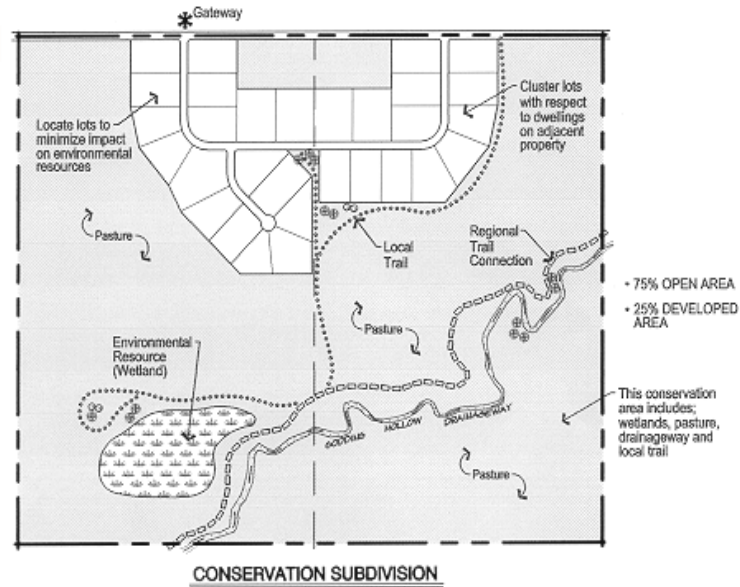 Gateway
Locate lots to
minimize impact
on environmental
resources
Cluster lots
with respect
to dwellings
on adjacent
property
Pasture
Local
Trail
Regional
Trail
Connection
• 75% OPEN AREA
• 25% DEVELOPED
AREA
Pasture
Environmental
Resource
(Wetland)
This conservation
area includes;
wetlands, pasture,
drainageway and
local trail
GODDING HOLLOW DRAINAGEWAY
Pasture
CONSERVATION SUBDIVISION